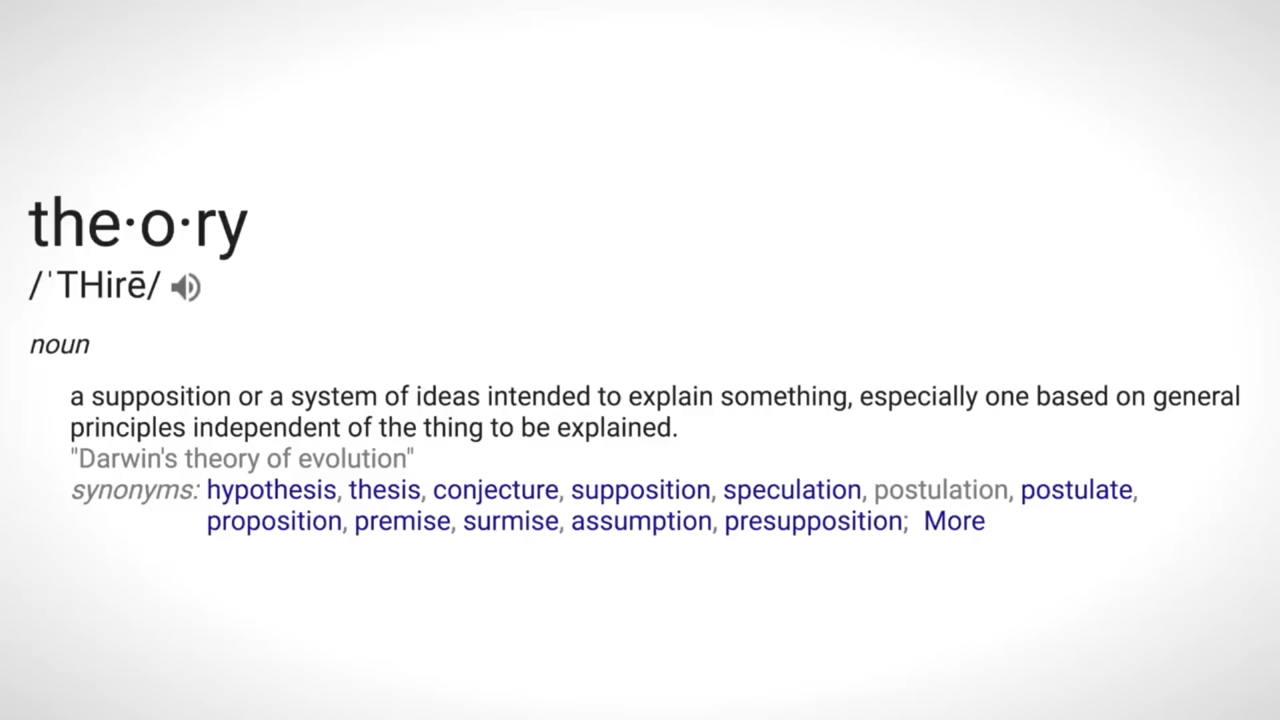 the·o·ry
/ˈTHirē/
noun
a supposition or a system of ideas intended to explain something, especially one based on general
principles independent of the thing to be explained.
"Darwin's theory of evolution"
synonyms: hypothesis, thesis, conjecture, supposition, speculation, postulation, postulate,
proposition, premise, surmise, assumption, presupposition; More